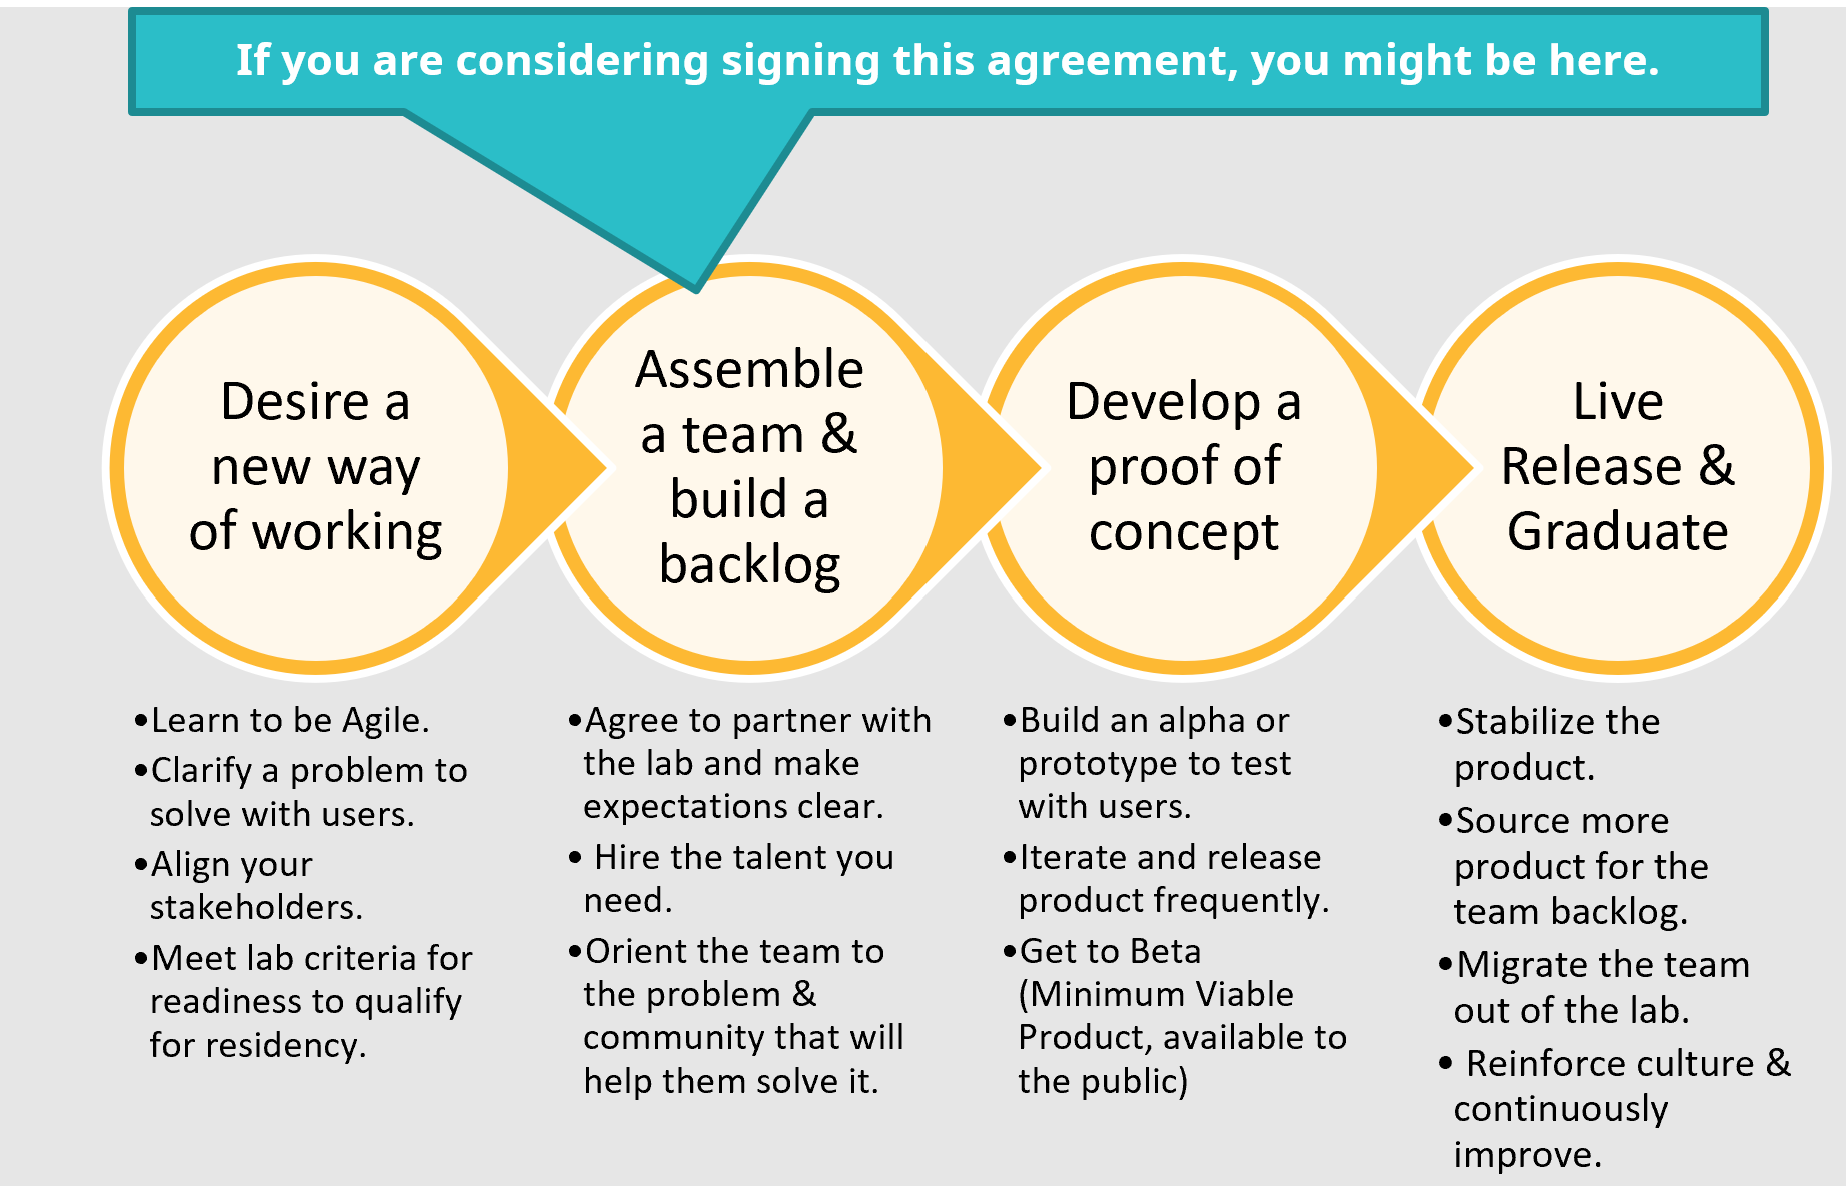 If you are considering signing this agreement, you might be here.
Desire a
new way
of working
Assemble
a team &
build a
backlog
Develop a
proof of
concept
Live
Release &
Graduate
•Learn to be Agile.
•Clarify a problem to
solve with users.
•Align your
stakeholders.
•Meet lab criteria for
readiness to qualify
for residency.
•Agree to partner with
the lab and make
expectations clear.
• Hire the talent you
need.
•Orient the team to
the problem &
community that will
help them solve it.
•Build an alpha or
prototype to test
with users.
•Iterate and release
product frequently.
•Get to Beta
(Minimum Viable
Product, available to
the public)
•Stabilize the
product.
•Source more
product for the
team backlog.
•Migrate the team
out of the lab.
• Reinforce culture &
continuously
improve.